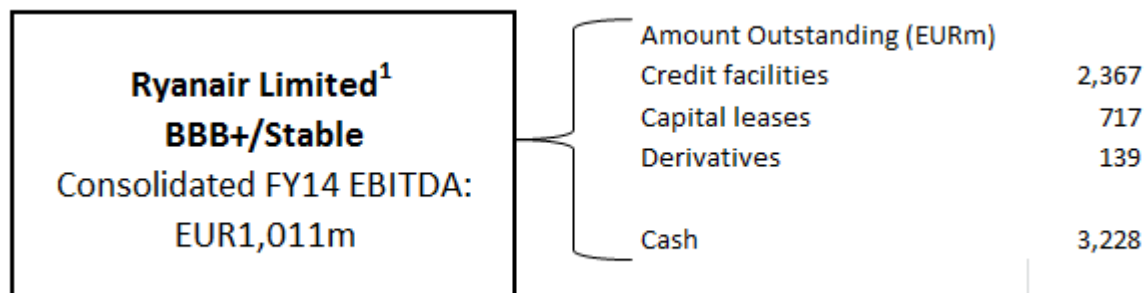 Ryanair Limited1
BBB+/Stable
Consolidated FY14 EBITDA:
EUR1,011m
Amount Outstanding (EURm)
Credit facilities 2,367
Capital leases 717
Derivatives 139
Cash 3,228